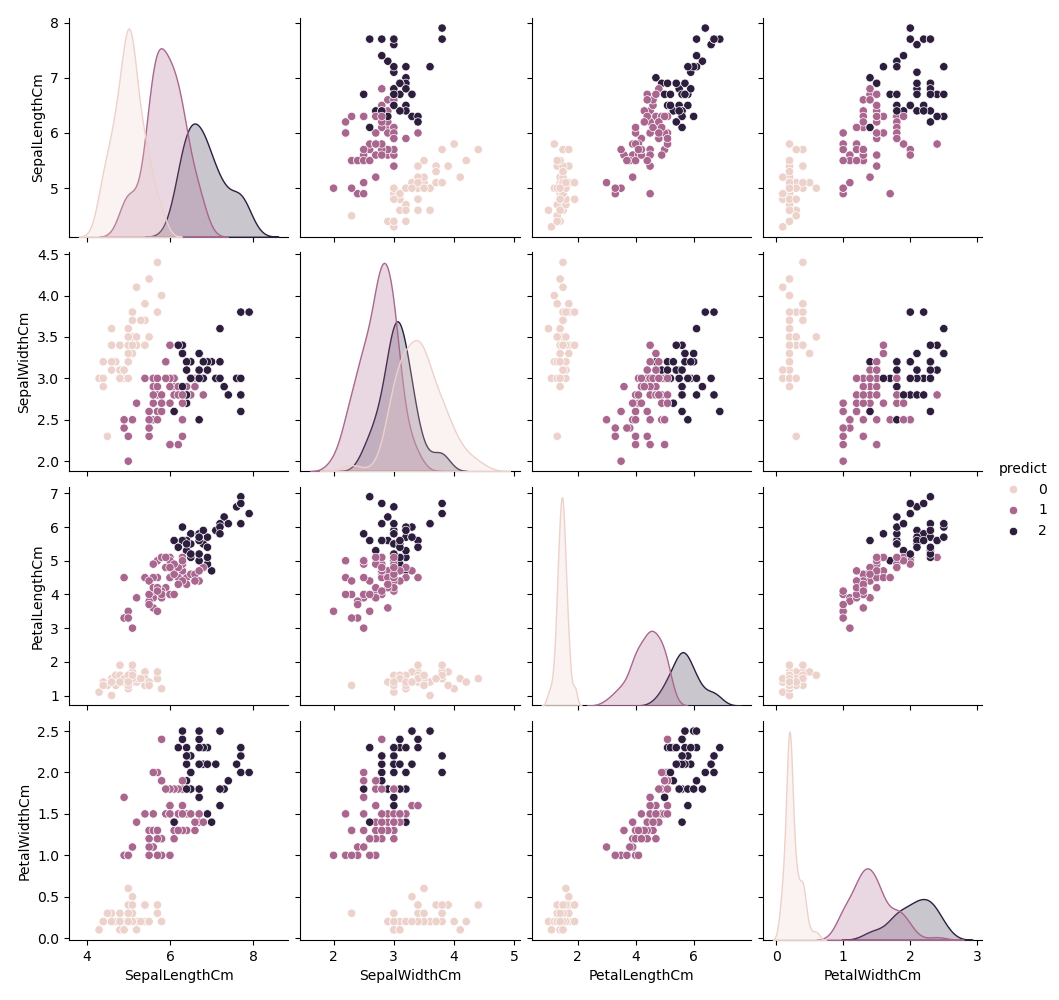 SepalLengthCm
8
7
6
5
SepalWidthCm
4.5
4.0
3.5
3.0
2.5
2.0
PetalLengthCm
7
6
5
4
3
2
1
PetalWidthCm
2.5
2.0
1.5
1.0
0.5
0.0
4 6 8
SepalLengthCm
2 3 4 5
SepalWidthCm
2 4 6
PetalLengthCm
0 1 2 3
PetalWidthCm
predict
0
1
2